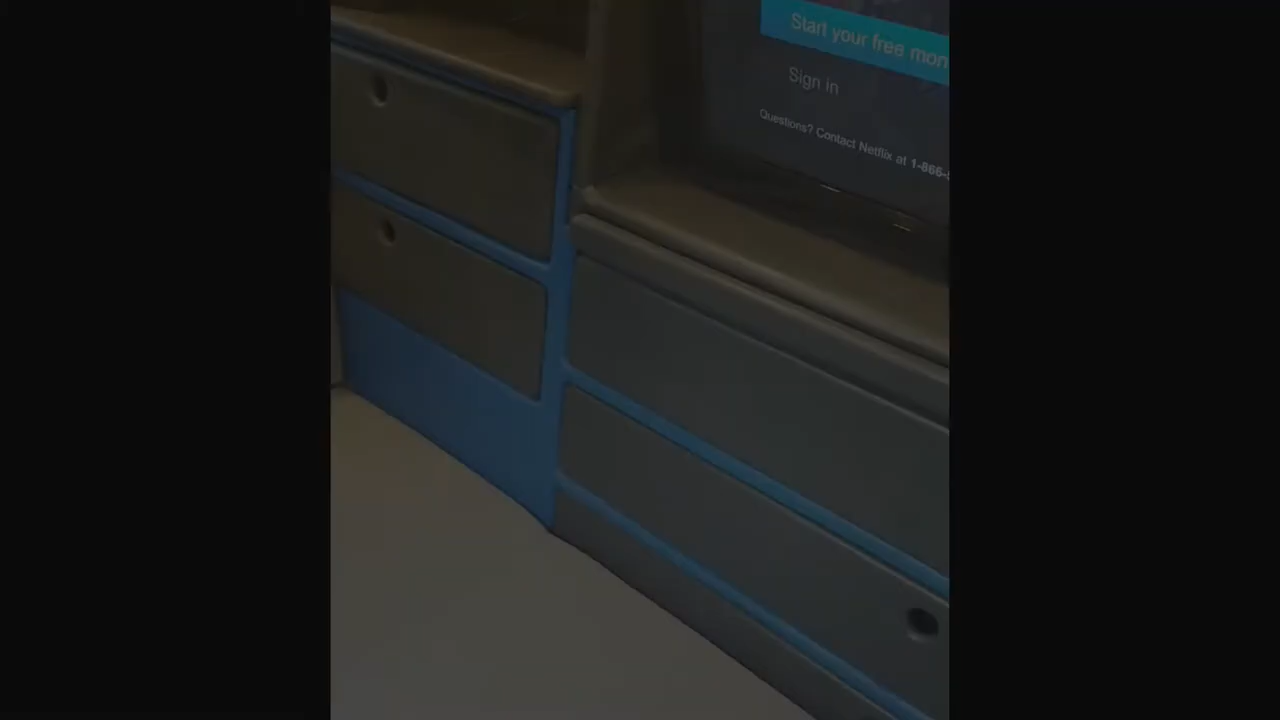 Start your free mon
Sign in
Questions? Contact Netflix at 1-866-